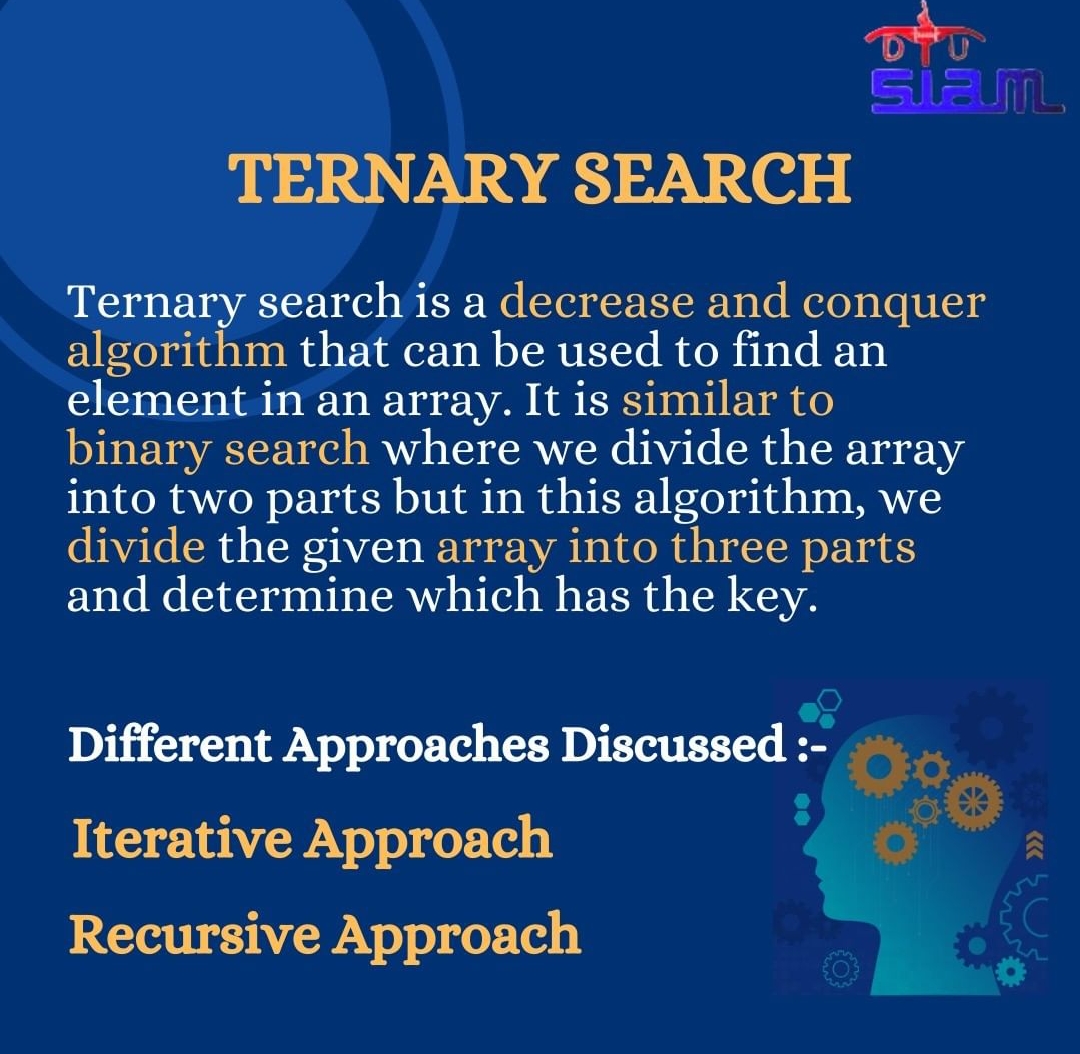 DTU
siam
TERNARY SEARCH
Ternary search is a decrease and conquer
algorithm that can be used to find an
element in an array. It is similar to
binary search where we divide the array
into two parts but in this algorithm, we
divide the given array into three parts
and determine which has the key.
Different Approaches Discussed :-
Iterative Approach
Recursive Approach